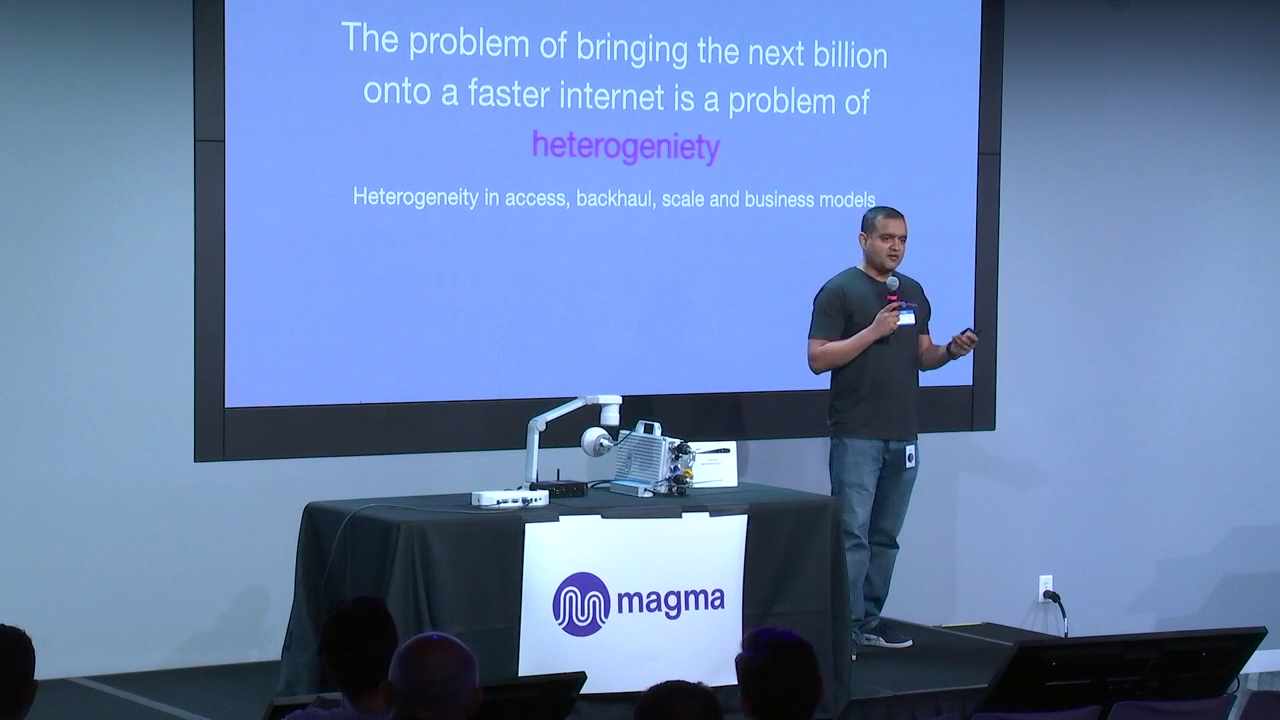 The problem of bringing the next billion
onto a faster internet is a problem of
heterogeniety
Heterogeneity in access, backhaul, scale and business models
magma